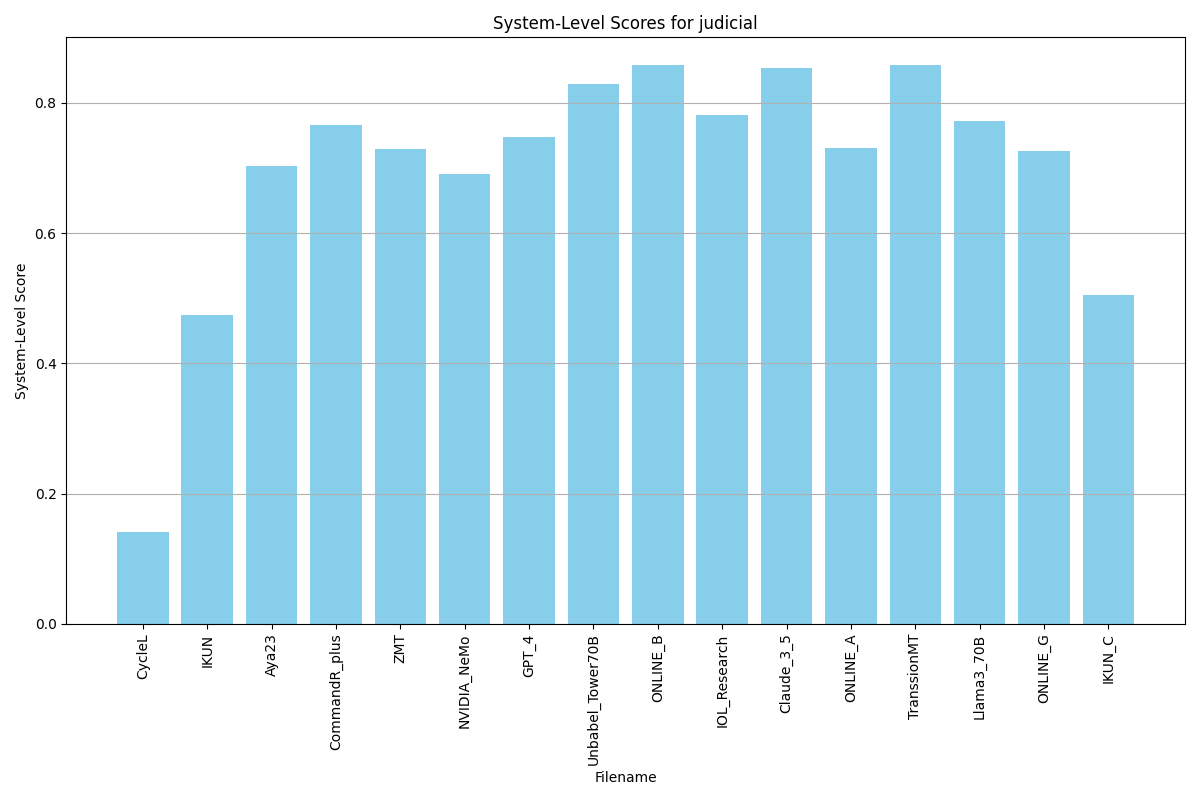 System-Level Scores for judicial
System-Level Score
0.8
0.6
0.4
0.2
0.0
CycleL
IKUN
Aya23
CommandR_plus
ZMT
NVIDIA_NeMo
GPT_4
Unbabel_Tower70B
ONLINE_B
IOL_Research
Claude_3_5
ONLINE_A
TranssionMT
Llama3_70B
ONLINE_G
IKUN_C
Filename